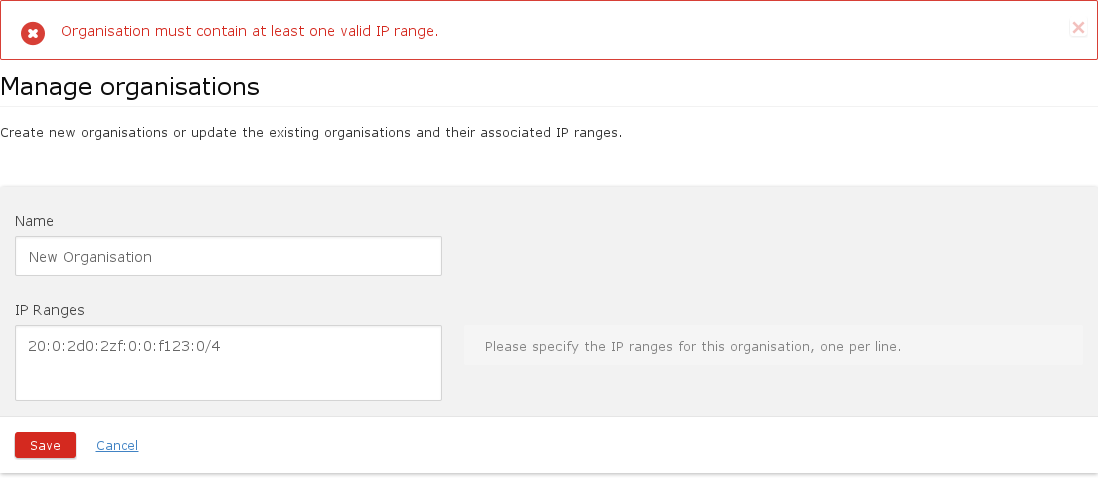 Organisation must contain at least one valid IP range.
Manage organisations
Create new organisations or update the existing organisations and their associated IP ranges.
Name
New Organisation
IP Ranges
20:0:2d0:2zf:0:0:f123:0/4
Please specify the IP ranges for this organisation, one per line.
Save Cancel